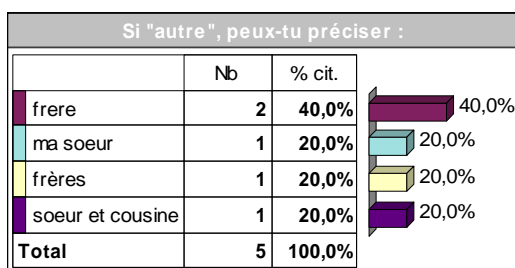 Si "autre", peux-tu préciser :
Nb % cit.
frere 2 40,0% 40,0%
ma soeur 1 20,0% 20,0%
frères 1 20,0% 20,0%
soeur et cousine 1 20,0% 20,0%
Total 5 100,0%